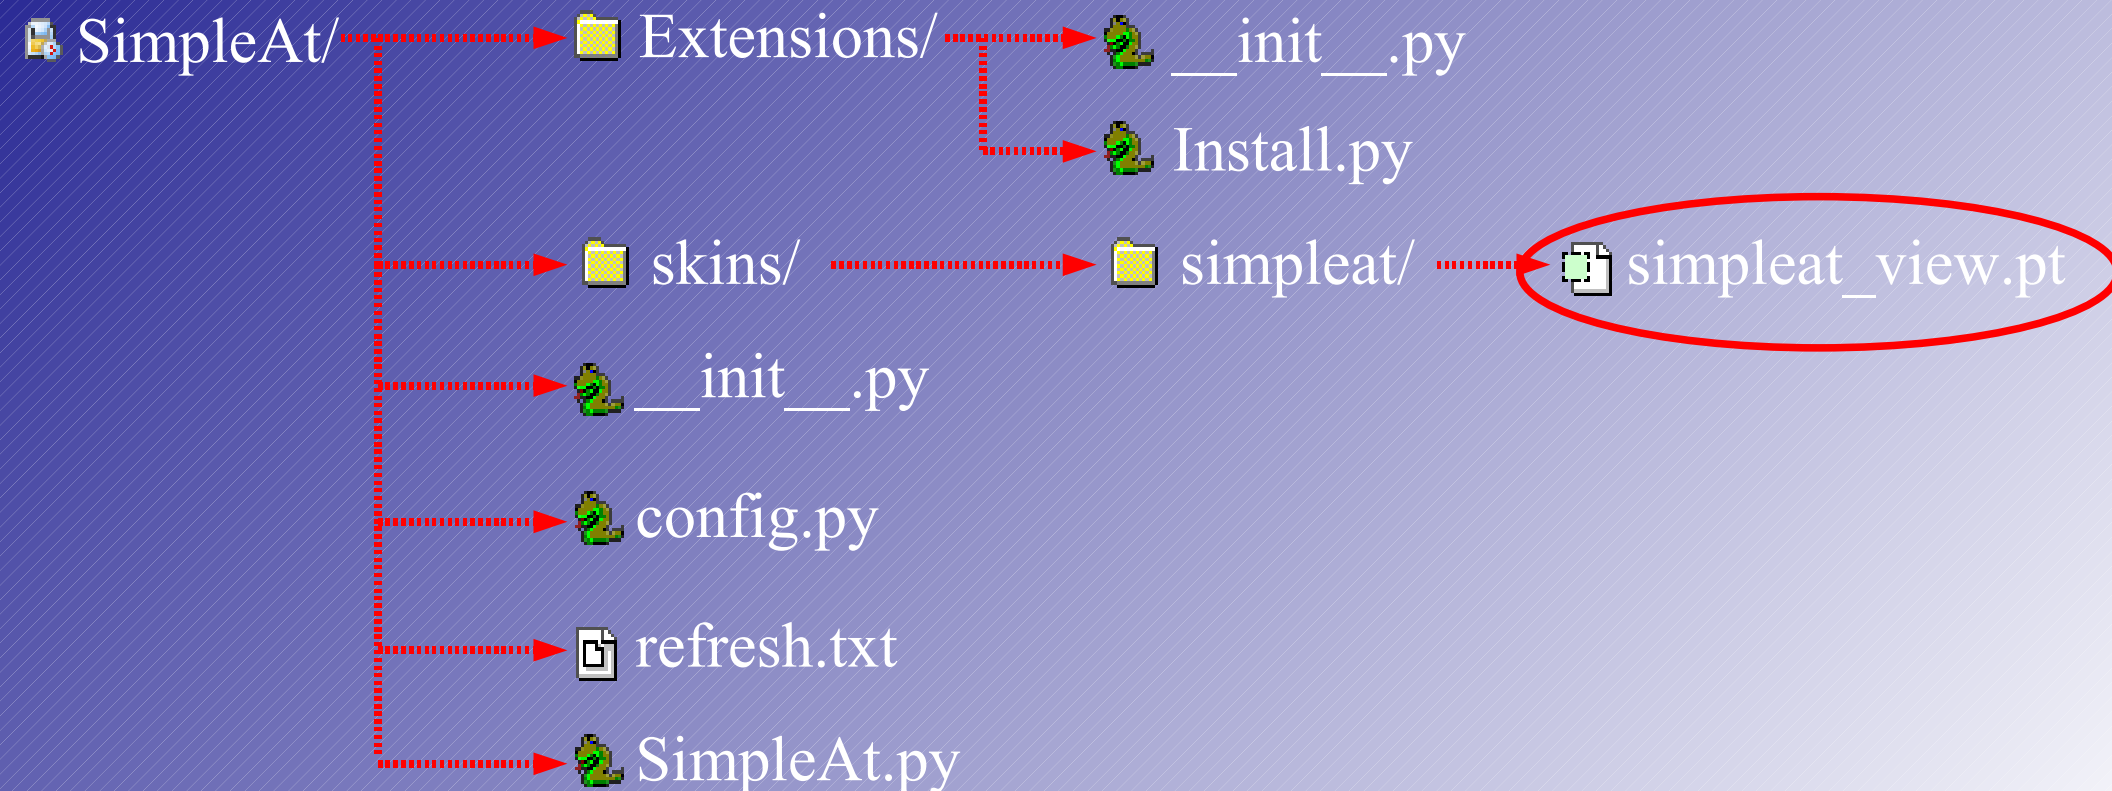 SimpleAt/ Extensions/ __init__.py
Install.py
skins/ simpleat/ simpleat_view.pt
__init__.py
config.py
refresh.txt
SimpleAt.py